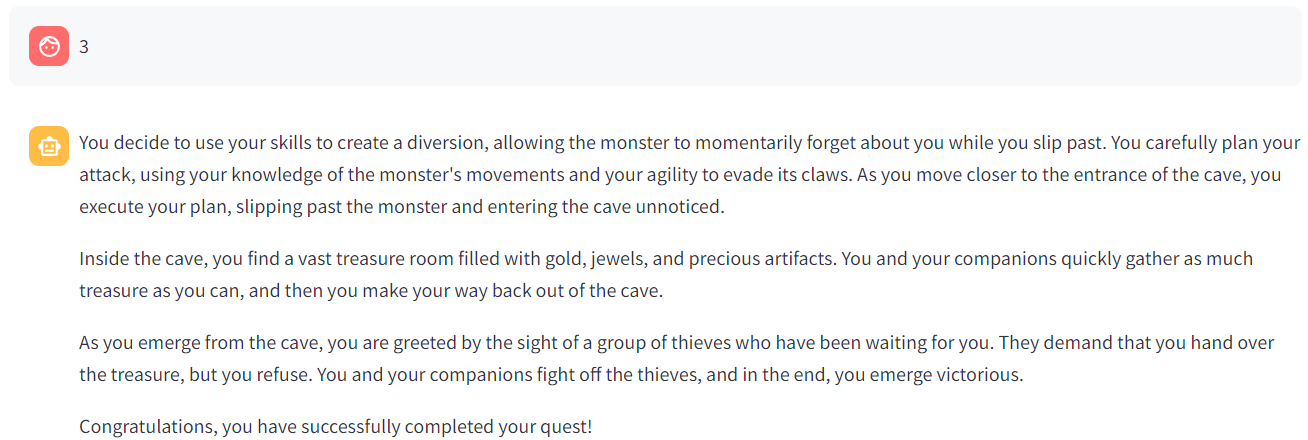 3
You decide to use your skills to create a diversion, allowing the monster to momentarily forget about you while you slip past. You carefully plan your
attack, using your knowledge of the monster's movements and your agility to evade its claws. As you move closer to the entrance of the cave, you
execute your plan, slipping past the monster and entering the cave unnoticed.
Inside the cave, you find a vast treasure room filled with gold, jewels, and precious artifacts. You and your companions quickly gather as much
treasure as you can, and then you make your way back out of the cave.
As you emerge from the cave, you are greeted by the sight of a group of thieves who have been waiting for you. They demand that you hand over
the treasure, but you refuse. You and your companions fight off the thieves, and in the end, you emerge victorious.
Congratulations, you have successfully completed your quest!